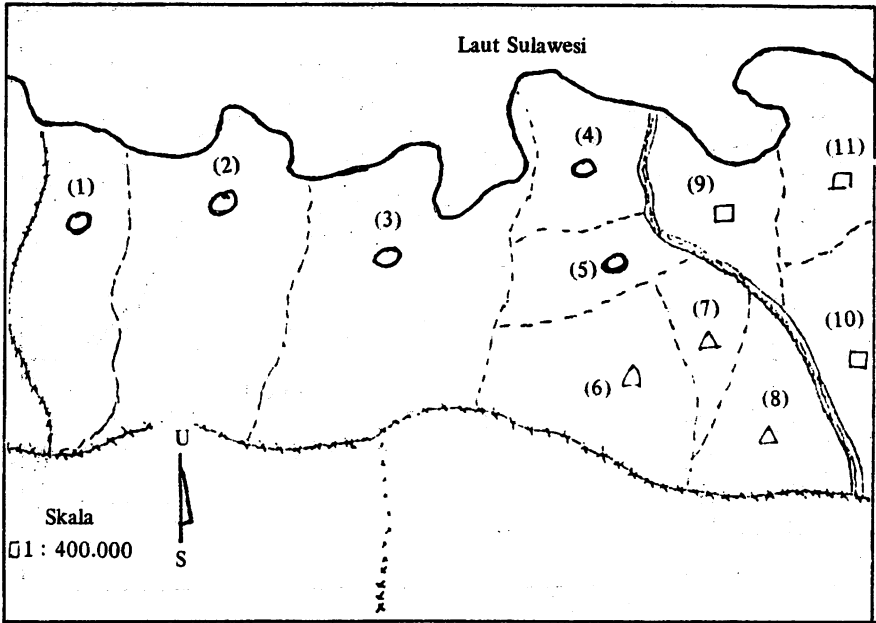 Laut Sulawesi
(4)
(11)
(2)
(1)
(9)
(3)
(5)
(7)
(10)
(6)
(8)
U
Skala
1 : 400.000
S